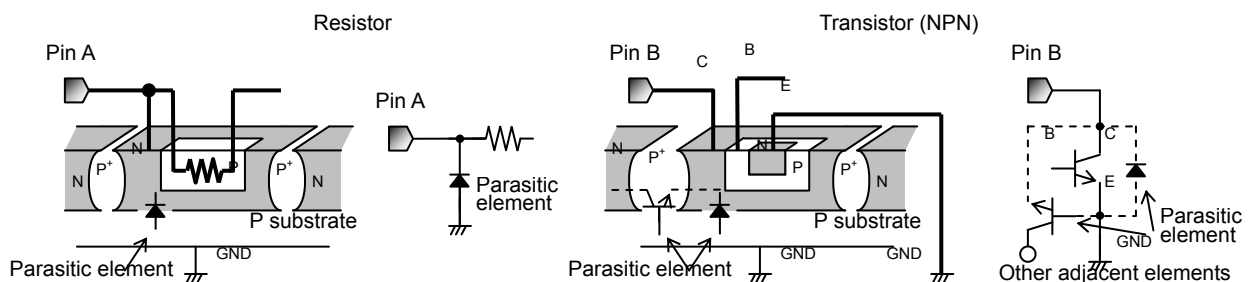 Resistor
Transistor (NPN)
Pin A
Pin B
B
C
E
Pin B
Pin A
N
P+
P
P+
N
N
Parasitic
element
P substrate
GND
Parasitic element
N
P+
N
P
P+
N
N
P substrate
GND
GND
Parasitic element
B
C
E
GND
Parasitic
element
Other adjacent elements